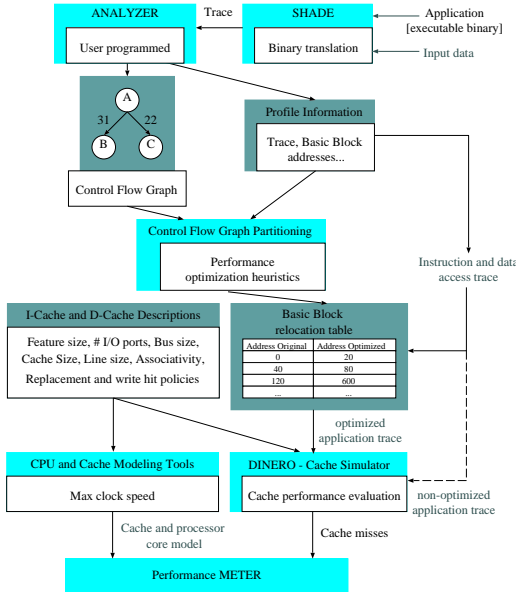 ANALYZER
Trace
SHADE
Application
[executable binary]
User programmed
Binary translation
Input data
A
31
22
B
C
Control Flow Graph
Profile Information
Trace, Basic Block
addresses...
Control Flow Graph Partitioning
Performance
optimization heuristics
Instruction and data
access trace
I-Cache and D-Cache Descriptions
Feature size, # I/O ports, Bus size,
Cache Size, Line size, Associativity,
Replacement and write hit policies
Basic Block
relocation table
Address Original Address Optimized
0 20
40 80
120 600
... ...
optimized
application trace
CPU and Cache Modeling Tools
Max clock speed
DINERO - Cache Simulator
Cache performance evaluation
non-optimized
application trace
Cache and processor
core model
Cache misses
Performance METER